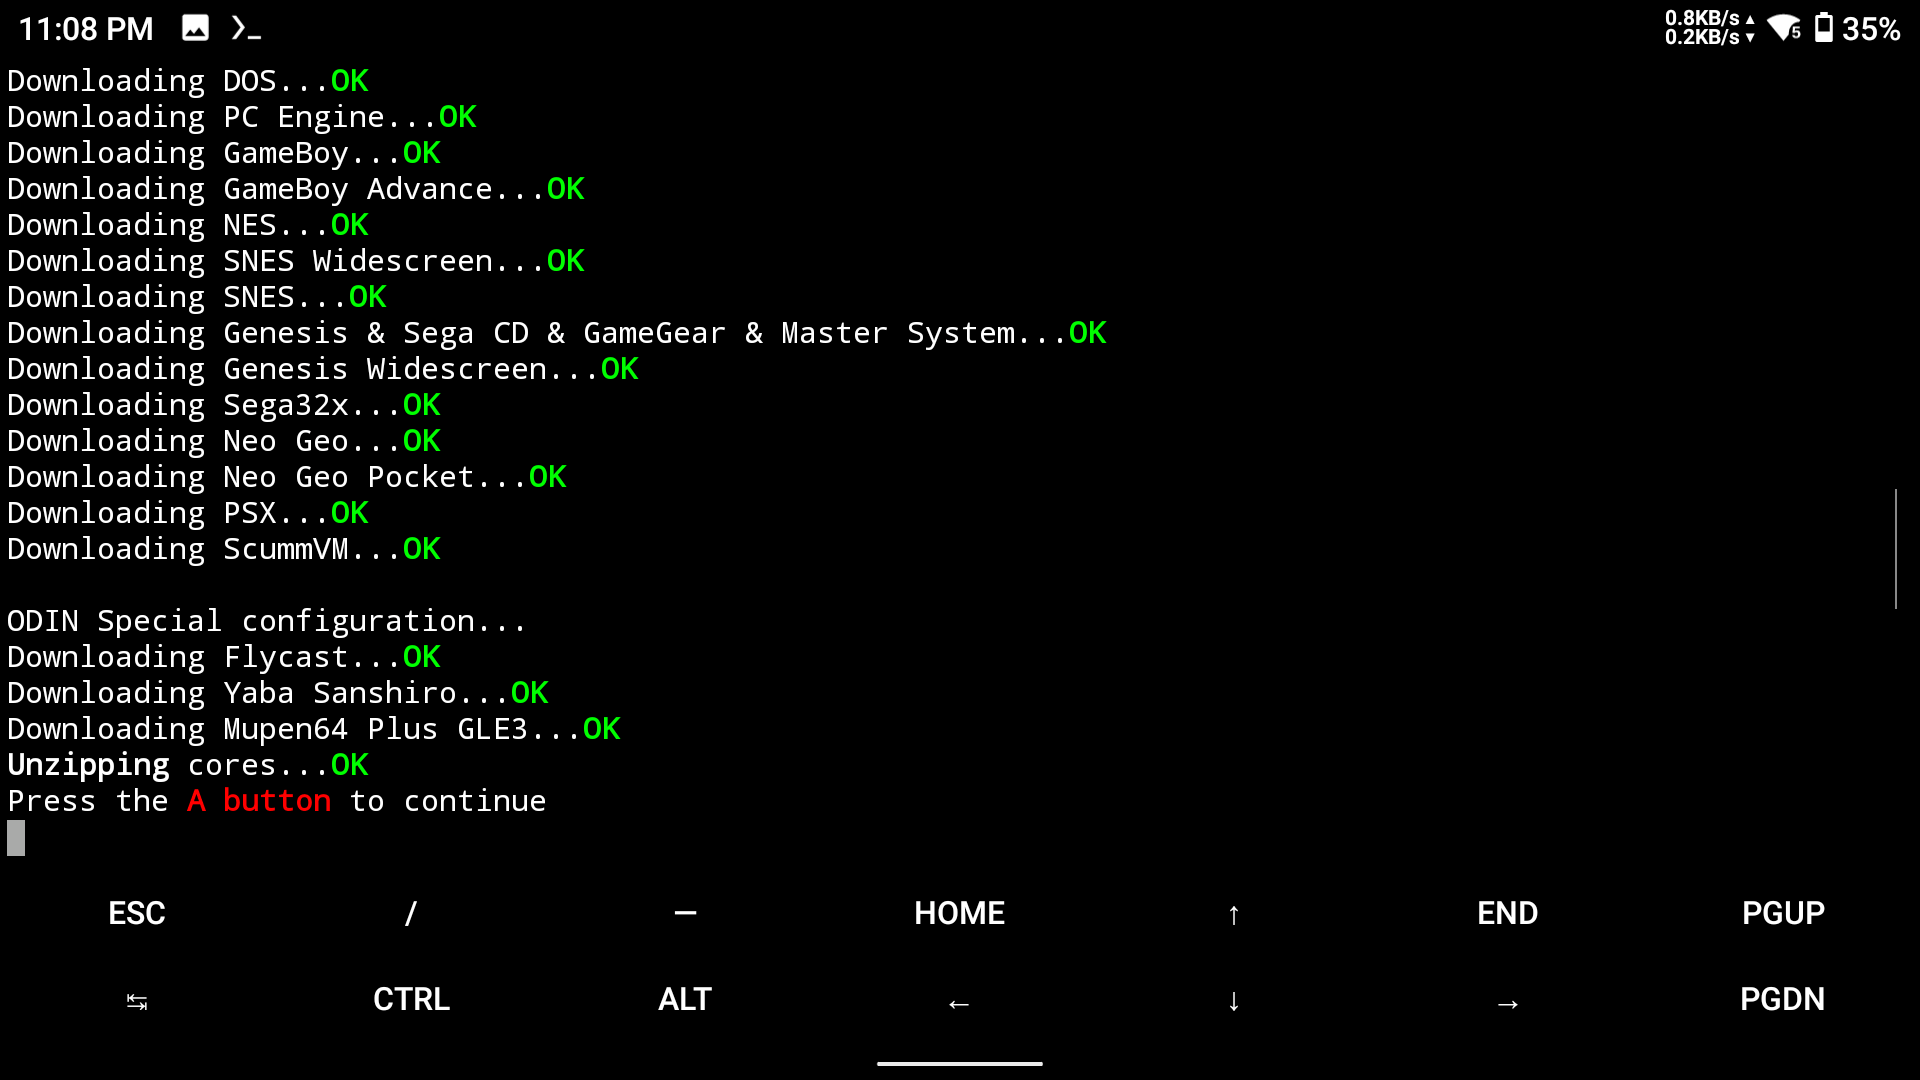 11:08 PM
0.8KB/s ▲
0.2KB/s ▼
5
35%
Downloading DOS...OK
Downloading PC Engine...OK
Downloading GameBoy...OK
Downloading GameBoy Advance...OK
Downloading NES...OK
Downloading SNES Widescreen...OK
Downloading SNES...OK
Downloading Genesis & Sega CD & GameGear & Master System...OK
Downloading Genesis Widescreen...OK
Downloading Sega32x...OK
Downloading Neo Geo...OK
Downloading Neo Geo Pocket...OK
Downloading PSX...OK
Downloading ScummVM...OK
ODIN Special configuration...
Downloading Flycast...OK
Downloading Yaba Sanshiro...OK
Downloading Mupen64 Plus GLE3...OK
Unzipping cores...OK
Press the A button to continue
ESC / — HOME ↑ END PGUP
↹ CTRL ALT ← ↓ → PGDN